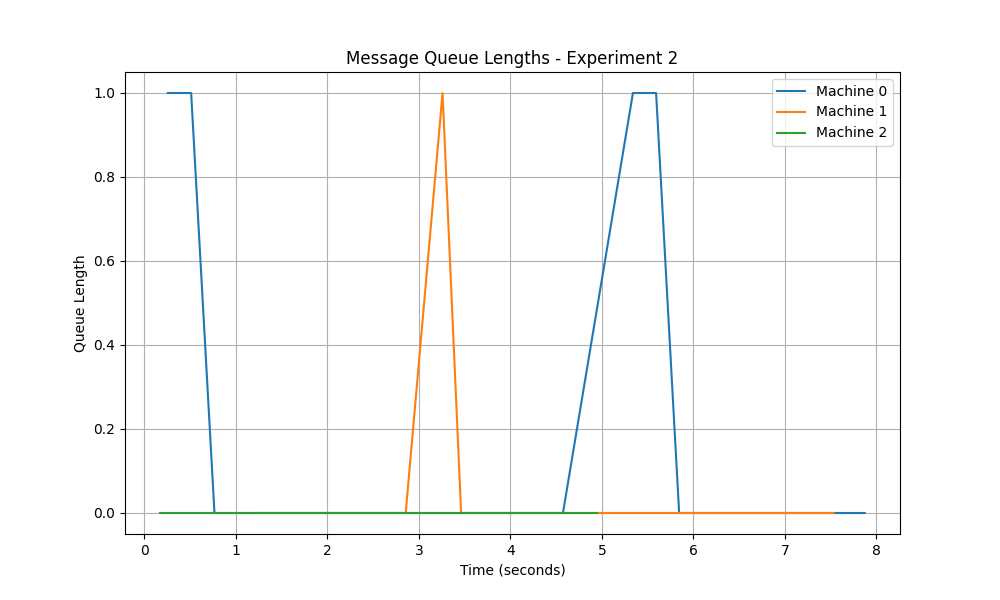 Message Queue Lengths - Experiment 2
Machine 0
Machine 1
Machine 2
Queue Length
1.0
0.8
0.6
0.4
0.2
0.0
0 1 2 3 4 5 6 7 8
Time (seconds)